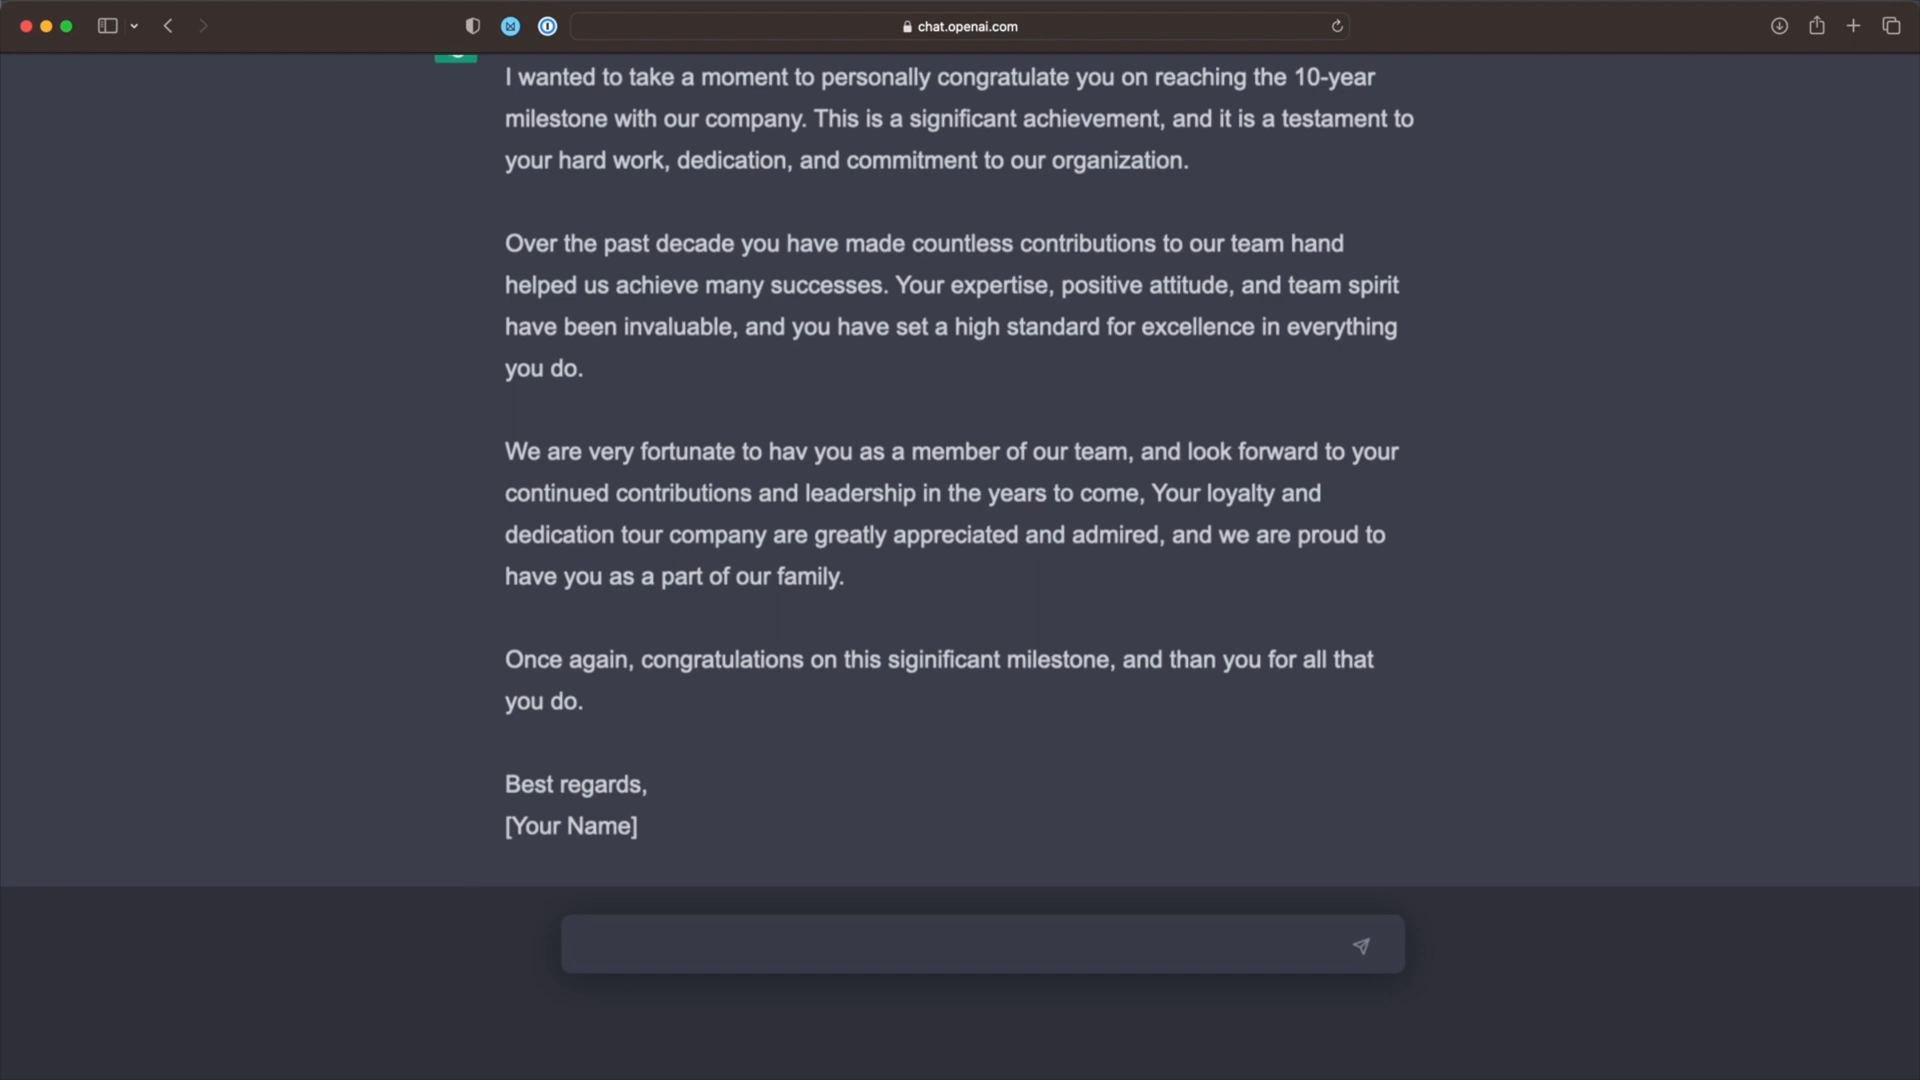 chat.openai.com
I wanted to take a moment to personally congratulate you on reaching the 10-year
milestone with our company. This is a significant achievement, and it is a testament to
your hard work, dedication, and commitment to our organization.
Over the past decade you have made countless contributions to our team hand
helped us achieve many successes. Your expertise, positive attitude, and team spirit
have been invaluable, and you have set a high standard for excellence in everything
you do.
We are very fortunate to hav you as a member of our team, and look forward to your
continued contributions and leadership in the years to come, Your loyalty and
dedication tour company are greatly appreciated and admired, and we are proud to
have you as a part of our family.
Once again, congratulations on this siginificant milestone, and than you for all that
you do.
Best regards,
[Your Name]